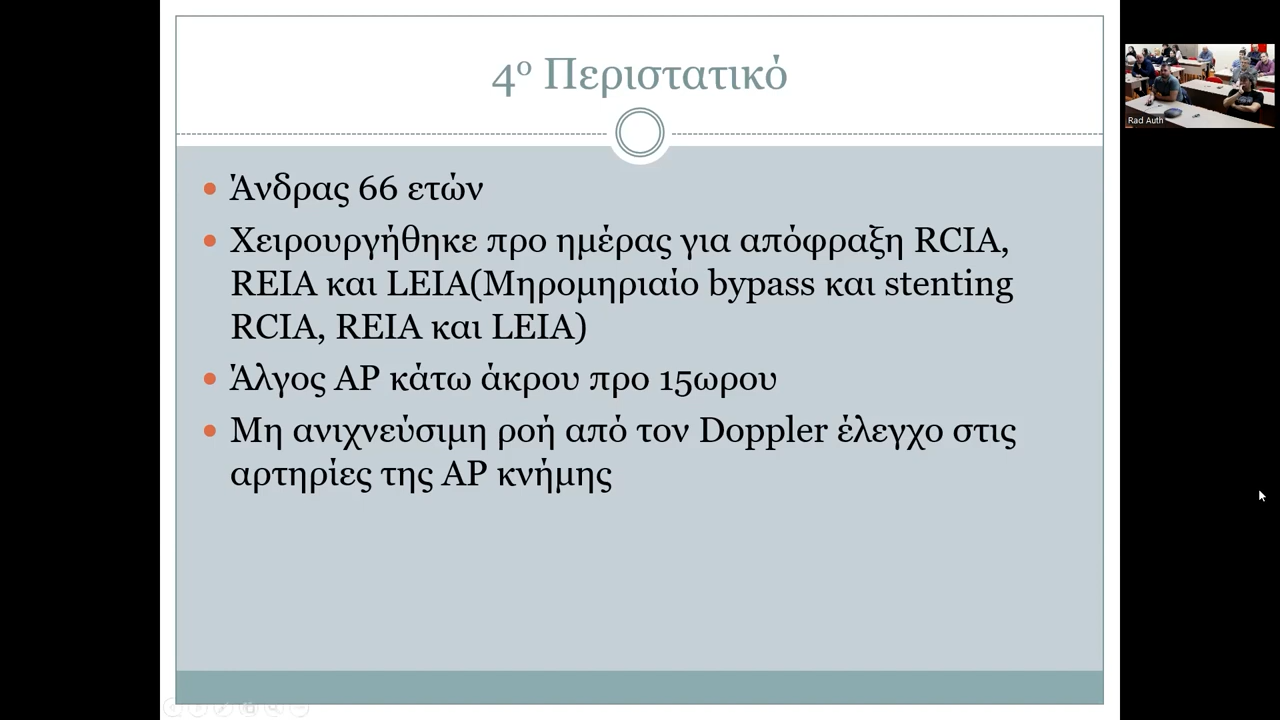 4ο Περιστατικό
Άνδρας 66 ετών
Χειρουργήθηκε προ ημέρας για απόφραξη RCIA,
REIA και LEIA(Μηρομηριαίο bypass και stenting
RCIA, REIA και LEIA)
Άλγος ΑΡ κάτω άκρου προ 15ωρου
Μη ανιχνεύσιμη ροή από τον Doppler έλεγχο στις
αρτηρίες της ΑΡ κνήμης
Rad Auth